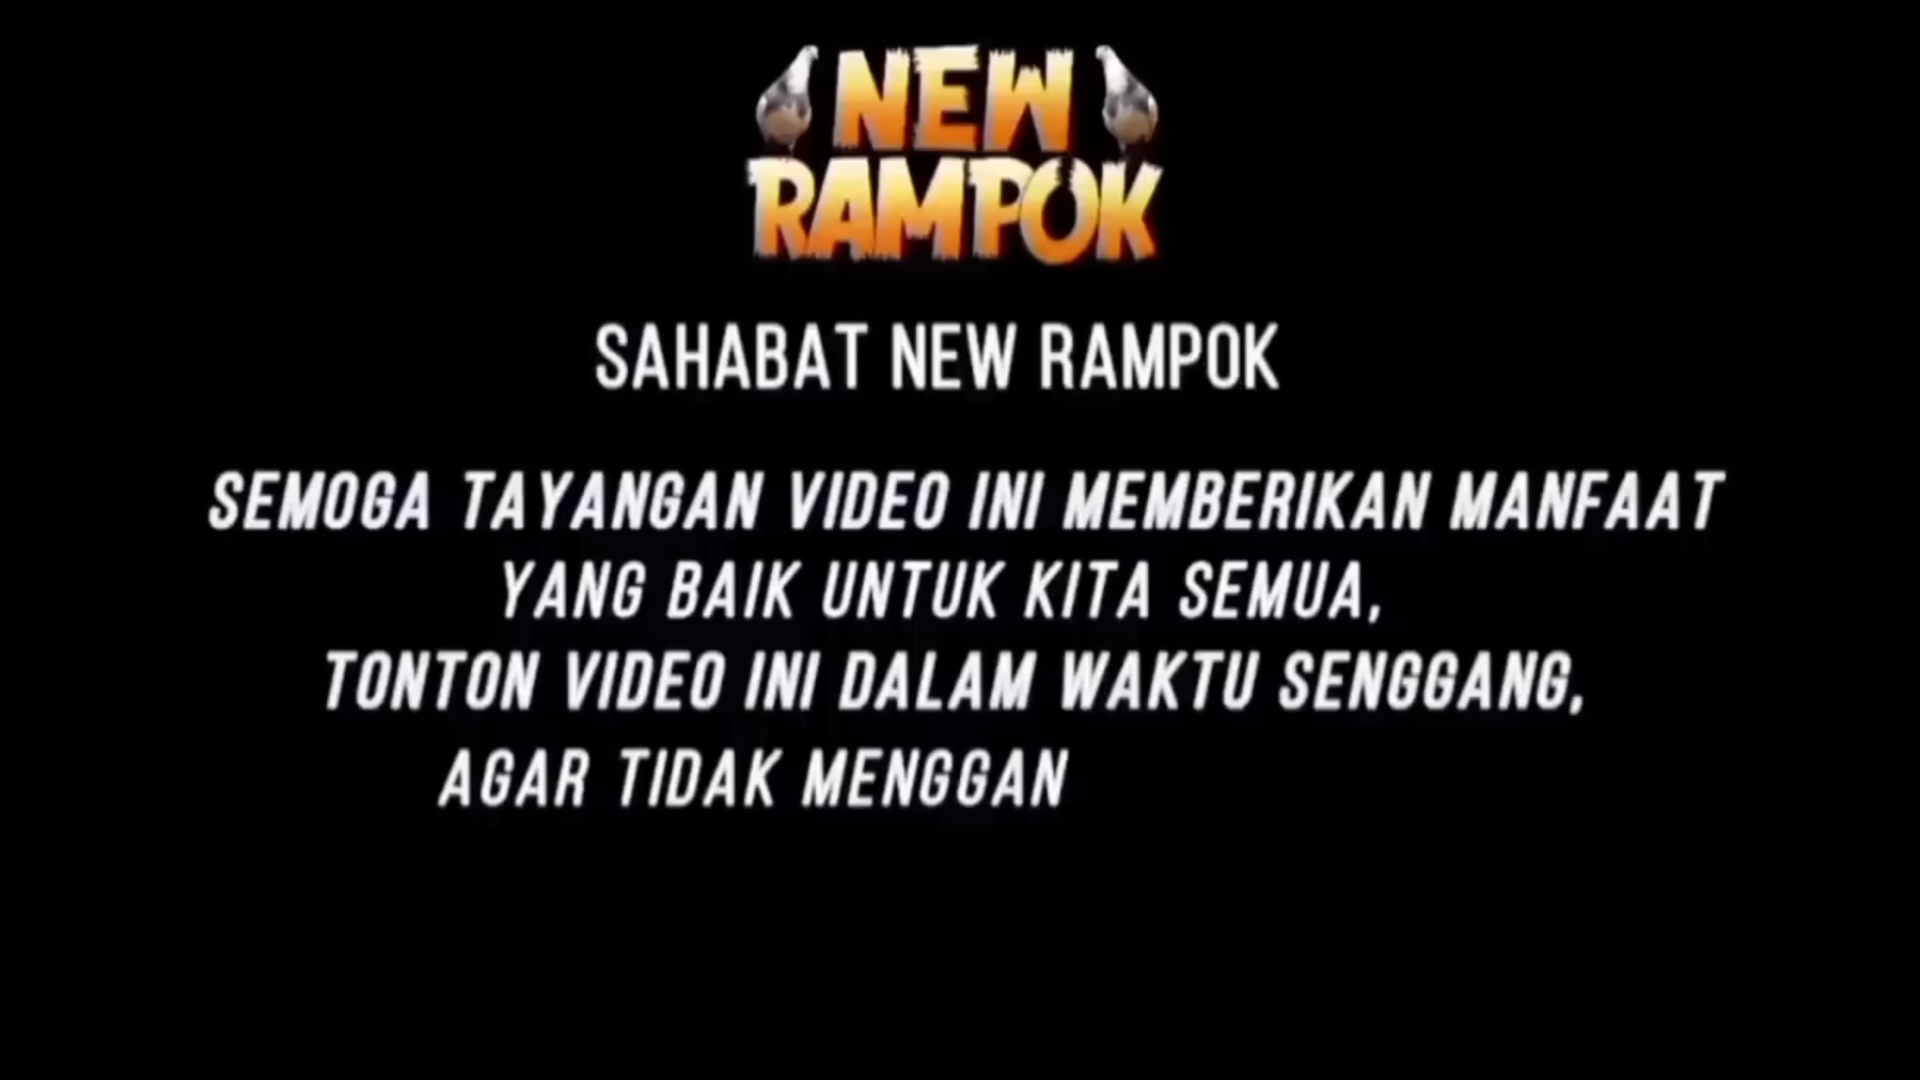 NEW
RAMPOK
SAHABAT NEW RAMPOK
SEMOGA TAYANGAN VIDEO INI MEMBERIKAN MANFAAT
YANG BAIK UNTUK KITA SEMUA,
TONTON VIDEO INI DALAM WAKTU SENGGANG,
AGAR TIDAK MENGGAN